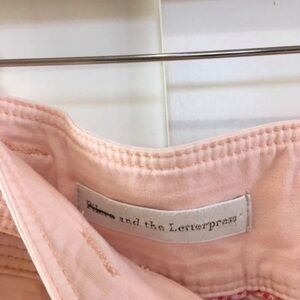 and the Letterpress